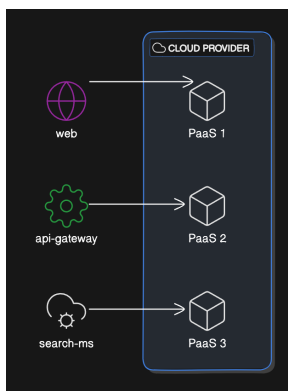 CLOUD PROVIDER
web
PaaS 1
api-gateway
PaaS 2
search-ms
PaaS 3